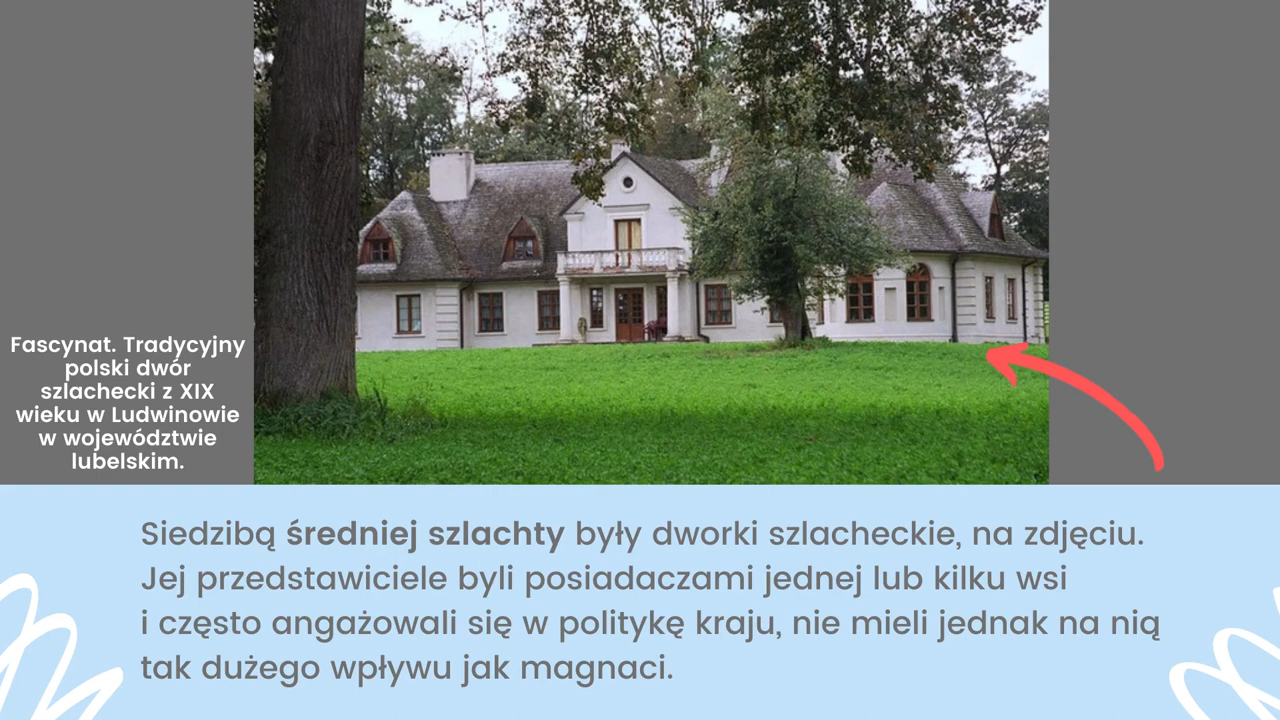 Fascynat. Tradycyjny
polski dwór
szlachecki z XIX
wieku w Ludwinowie
w województwie
lubelskim.
Siedzibą średniej szlachty były dworki szlacheckie, na zdjęciu.
Jej przedstawiciele byli posiadaczami jednej lub kilku wsi
i często angażowali się w politykę kraju, nie mieli jednak na nią
tak dużego wpływu jak magnaci.